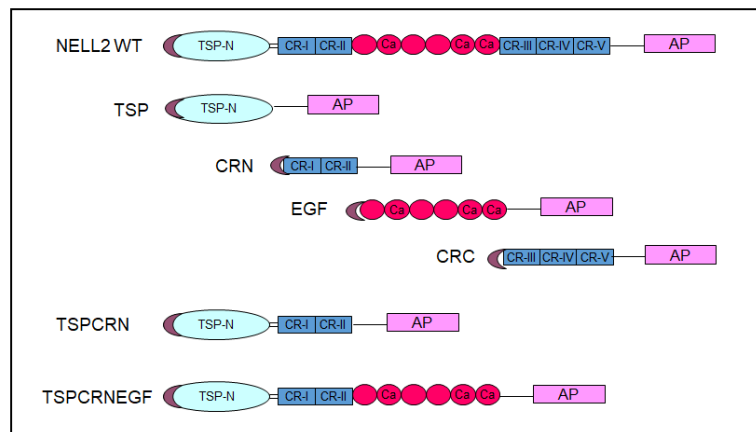 NELL2 WT TSP-N CR-I CR-II Ca Ca Ca CR-III CR-IV CR-V AP
TSP TSP-N AP
CRN CR-I CR-II AP
EGF Ca Ca Ca AP
CRC CR-III CR-IV CR-V AP
TSPCRN TSP-N CR-I CR-II AP
TSPCRNEGF TSP-N CR-I CR-II Ca Ca Ca AP